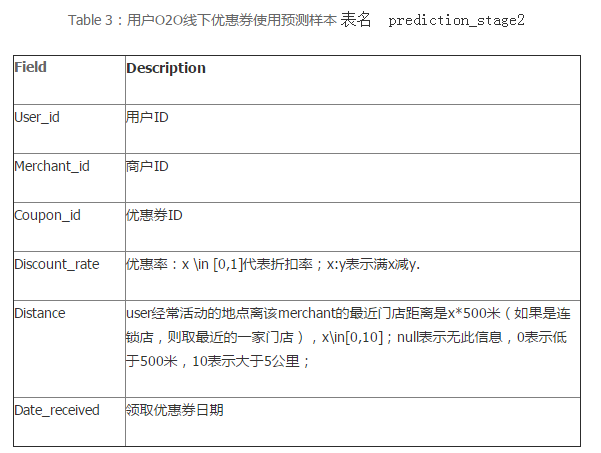 Table 3：用户O2O线下优惠券使用预测样本 表名 prediction_stage2
Field Description
User_id 用户ID
Merchant_id 商户ID
Coupon_id 优惠券ID
Discount_rate 优惠率：x \in [0,1]代表折扣率；x:y表示满x减y.
Distance user经常活动的地点离该merchant的最近门店距离是x*500米（如果是连
锁店，则取最近的一家门店），x\in[0,10]；null表示无此信息，0表示低
于500米，10表示大于5公里；
Date_received 领取优惠券日期